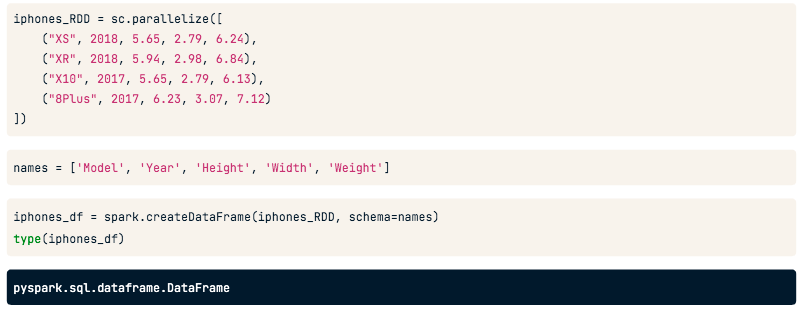 iphones_RDD = sc.parallelize([
    ("XS", 2018, 5.65, 2.79, 6.24),
    ("XR", 2018, 5.94, 2.98, 6.84),
    ("X10", 2017, 5.65, 2.79, 6.13),
    ("8Plus", 2017, 6.23, 3.07, 7.12)
])
names = ['Model', 'Year', 'Height', 'Width', 'Weight']
iphones_df = spark.createDataFrame(iphones_RDD, schema=names)
type(iphones_df)
pyspark.sql.dataframe.DataFrame